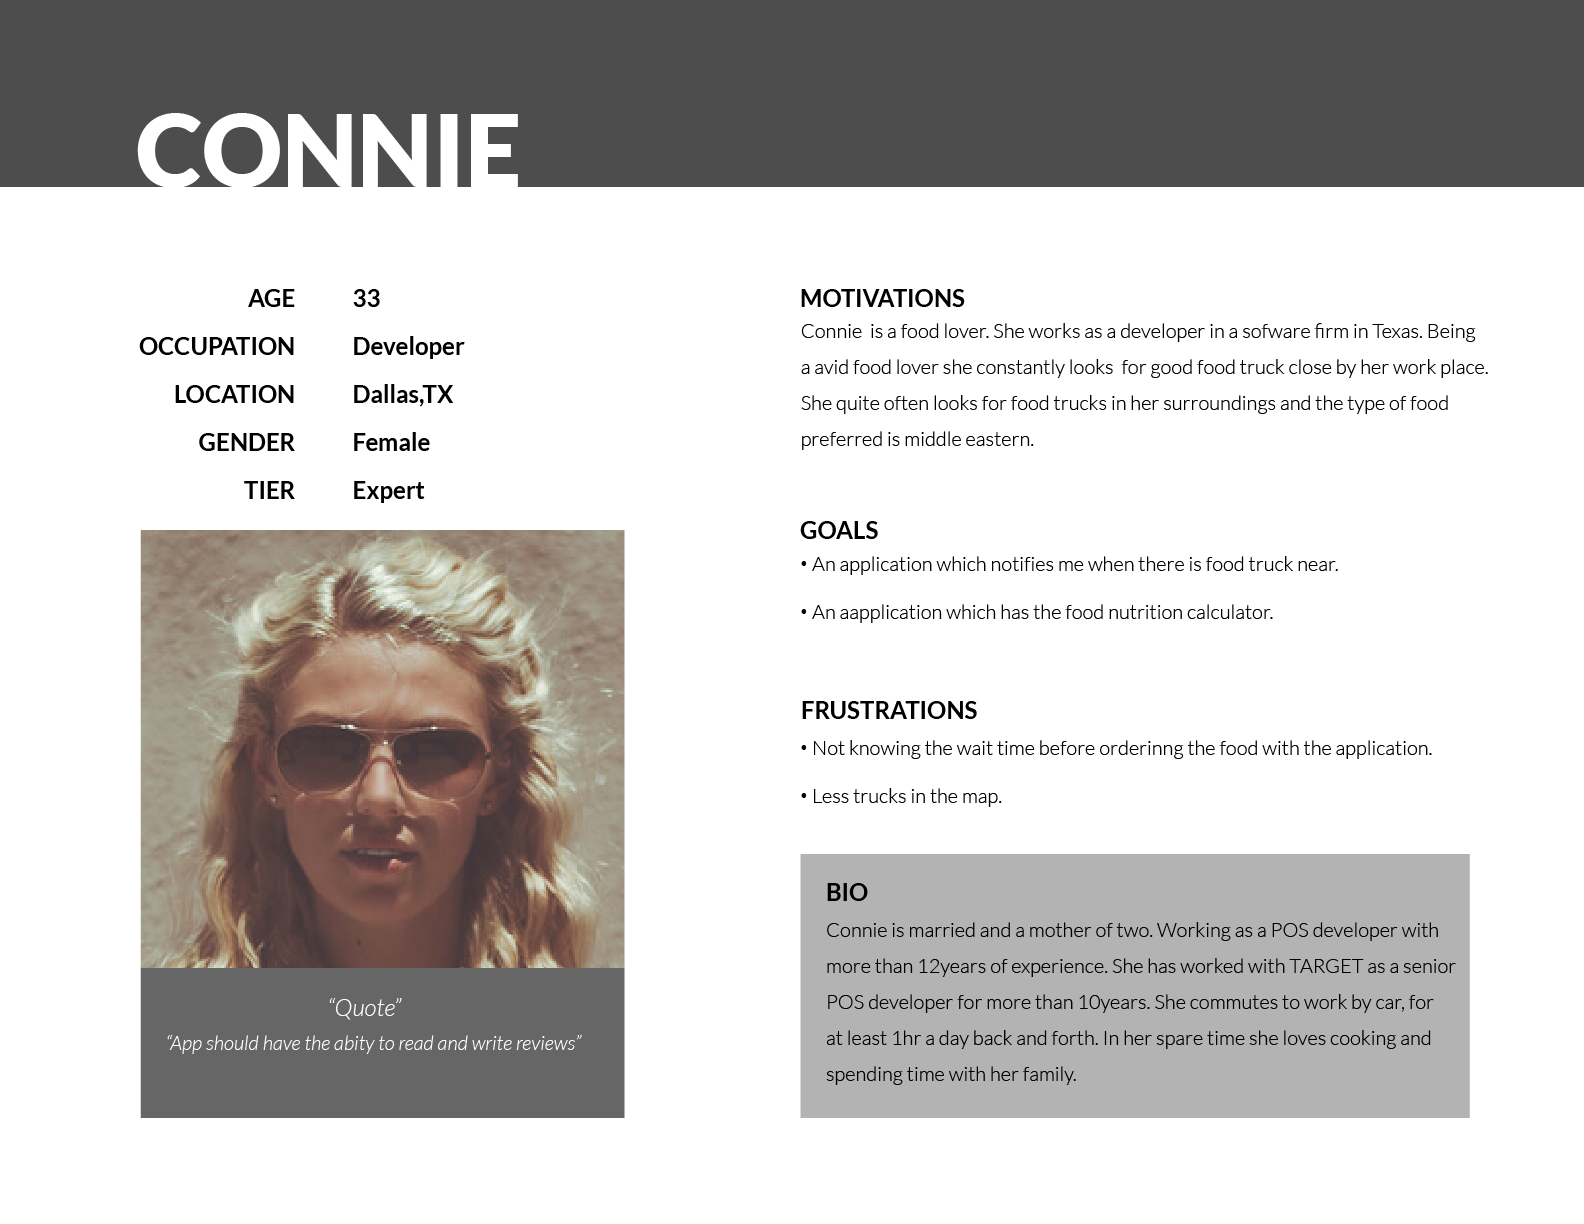 CONNIE
AGE 33
OCCUPATION Developer
LOCATION Dallas,TX
GENDER Female
TIER Expert
“Quote”
“App should have the abity to read and write reviews”
MOTIVATIONS
Connie  is a food lover. She works as a developer in a sofware firm in Texas. Being
a avid food lover she constantly looks  for good food truck close by her work place.
She quite often looks for food trucks in her surroundings and the type of food
preferred is middle eastern.
GOALS
• An application which notifies me when there is food truck near.
• An aapplication which has the food nutrition calculator.
FRUSTRATIONS
• Not knowing the wait time before orderinng the food with the application.
• Less trucks in the map.
BIO
Connie is married and a mother of two. Working as a POS developer with
more than 12years of experience. She has worked with TARGET as a senior
POS developer for more than 10years. She commutes to work by car, for
at least 1hr a day back and forth. In her spare time she loves cooking and
spending time with her family.